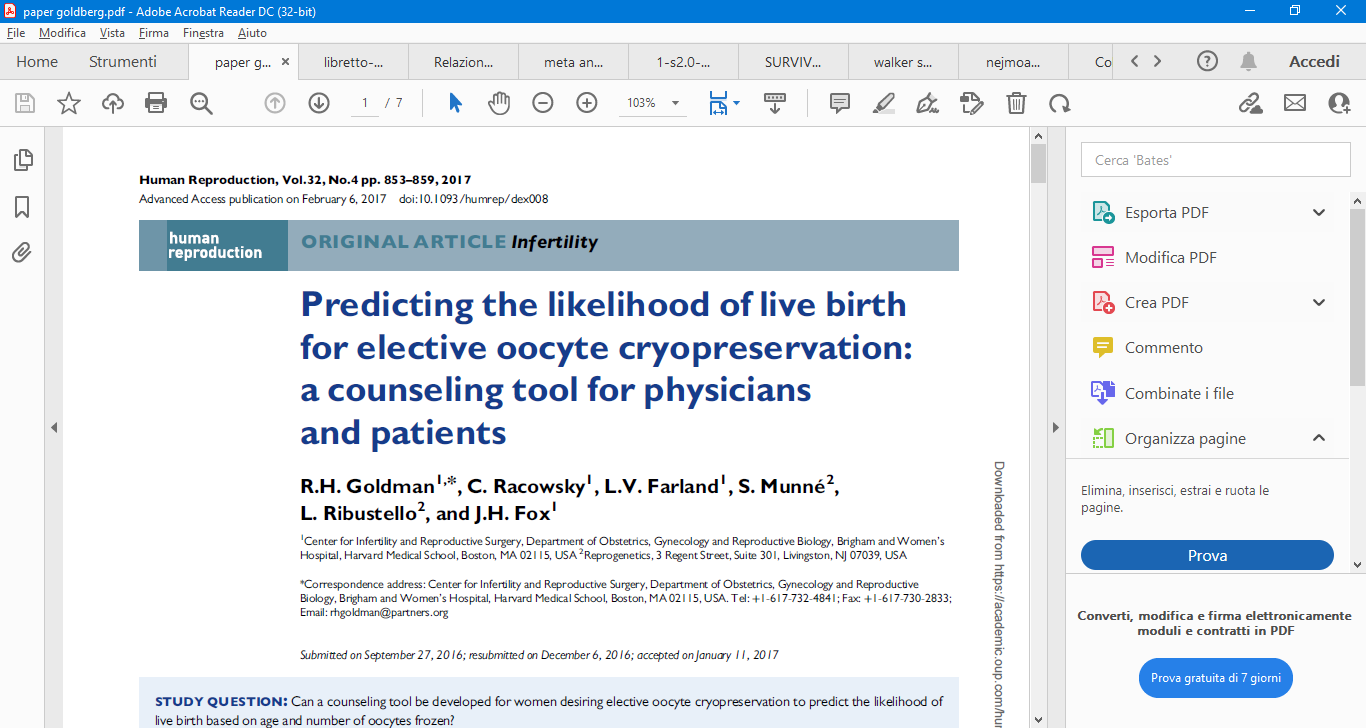 paper goldberg.pdf - Adobe Acrobat Reader DC (32-bit)
File Modifica Vista Firma Finestra Aiuto
Home Strumenti paper g... × libretto-... Relazion... meta an... 1-s2.0-... SURVIV... walker s... nejmoa... Co Accedi
1 / 7 103%
Human Reproduction, Vol.32, No.4 pp. 853–859, 2017
Advanced Access publication on February 6, 2017 doi:10.1093/humrep/dex008
human
reproduction
ORIGINAL ARTICLE Infertility
Predicting the likelihood of live birth
for elective oocyte cryopreservation:
a counseling tool for physicians
and patients
R.H. Goldman1,*, C. Racowsky1, L.V. Farland1, S. Munné2,
L. Ribustello2, and J.H. Fox1
1Center for Infertility and Reproductive Surgery, Department of Obstetrics, Gynecology and Reproductive Biology, Brigham and Women's
Hospital, Harvard Medical School, Boston, MA 02115, USA 2Reprogenetics, 3 Regent Street, Suite 301, Livingston, NJ 07039, USA
*Correspondence address: Center for Infertility and Reproductive Surgery, Department of Obstetrics, Gynecology and Reproductive
Biology, Brigham and Women's Hospital, Harvard Medical School, Boston, MA 02115, USA. Tel: +1-617-732-4841; Fax: +1-617-730-2833;
Email: rhgoldman@partners.org
Submitted on September 27, 2016; resubmitted on December 6, 2016; accepted on January 11, 2017
STUDY QUESTION: Can a counseling tool be developed for women desiring elective oocyte cryopreservation to predict the likelihood of
live birth based on age and number of oocytes frozen?
Downloaded from https://academic.oup.com/hu
Cerca 'Bates'
Esporta PDF
Modifica PDF
Crea PDF
Commento
Combinate i file
Organizza pagine
Elimina, inserisci, estrai e ruota le
pagine.
Prova
Converti, modifica e firma elettronicamente
moduli e contratti in PDF
Prova gratuita di 7 giorni